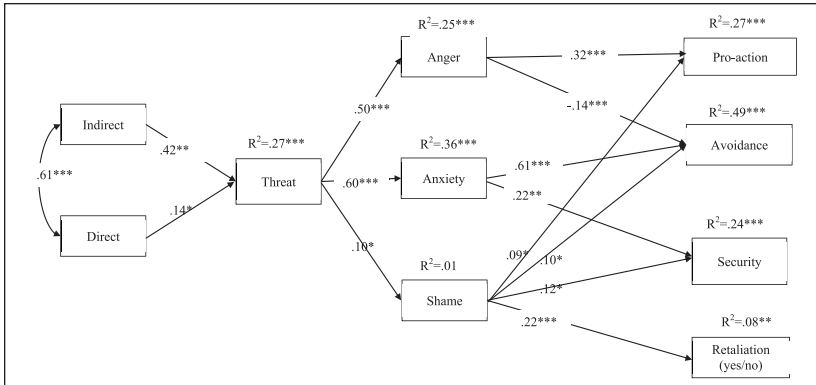 R²=.25***
R²=.27***
Anger
.32***
Pro-action
.50***
-.14***
R²=.49***
Indirect
.42**
R²=.27***
R²=.36***
Avoidance
.61***
Threat
.60***
Anxiety
.61***
.22**
Direct
.14*
R²=.24***
.10*
R²=.01
.09*
.10*
Security
Shame
.12*
.22***
R²=.08**
Retaliation
(yes/no)